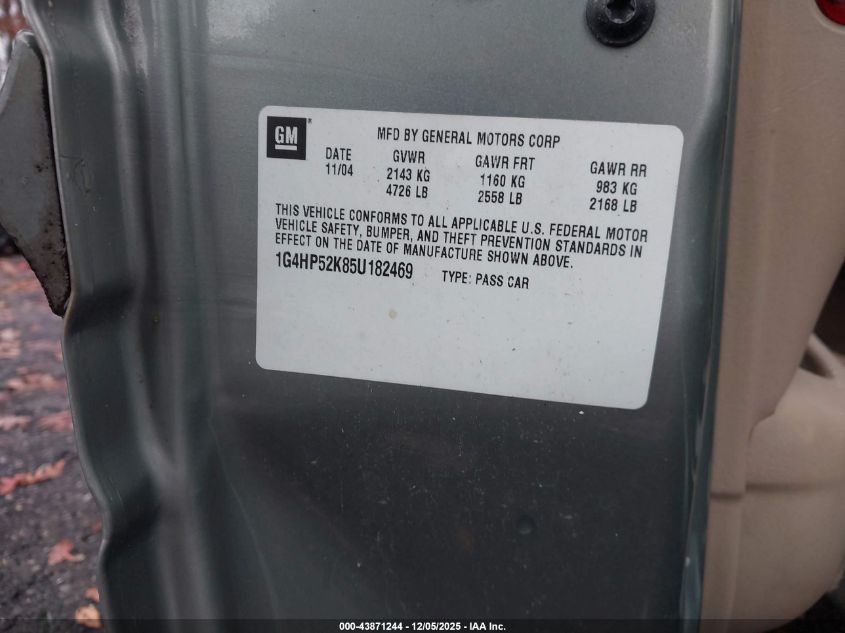 GM
MFD BY GENERAL MOTORS CORP
DATE GVWR GAWR FRT GAWR RR
11/04 2143 KG 1160 KG 983 KG
4726 LB 2558 LB 2168 LB
THIS VEHICLE CONFORMS TO ALL APPLICABLE U.S. FEDERAL MOTOR
VEHICLE SAFETY, BUMPER, AND THEFT PREVENTION STANDARDS IN
EFFECT ON THE DATE OF MANUFACTURE SHOWN ABOVE.
1G4HP52K85U182469 TYPE: PASS CAR
000-43871244 - 12/05/2025 - IAA Inc.